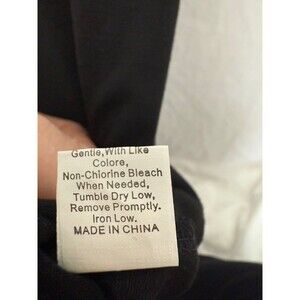 Gentle,With Like
Colore,
Non-Chlorine Bleach
When Needed,
Tumble Dry Low,
Remove Promptly.
Iron Low.
MADE IN CHINA